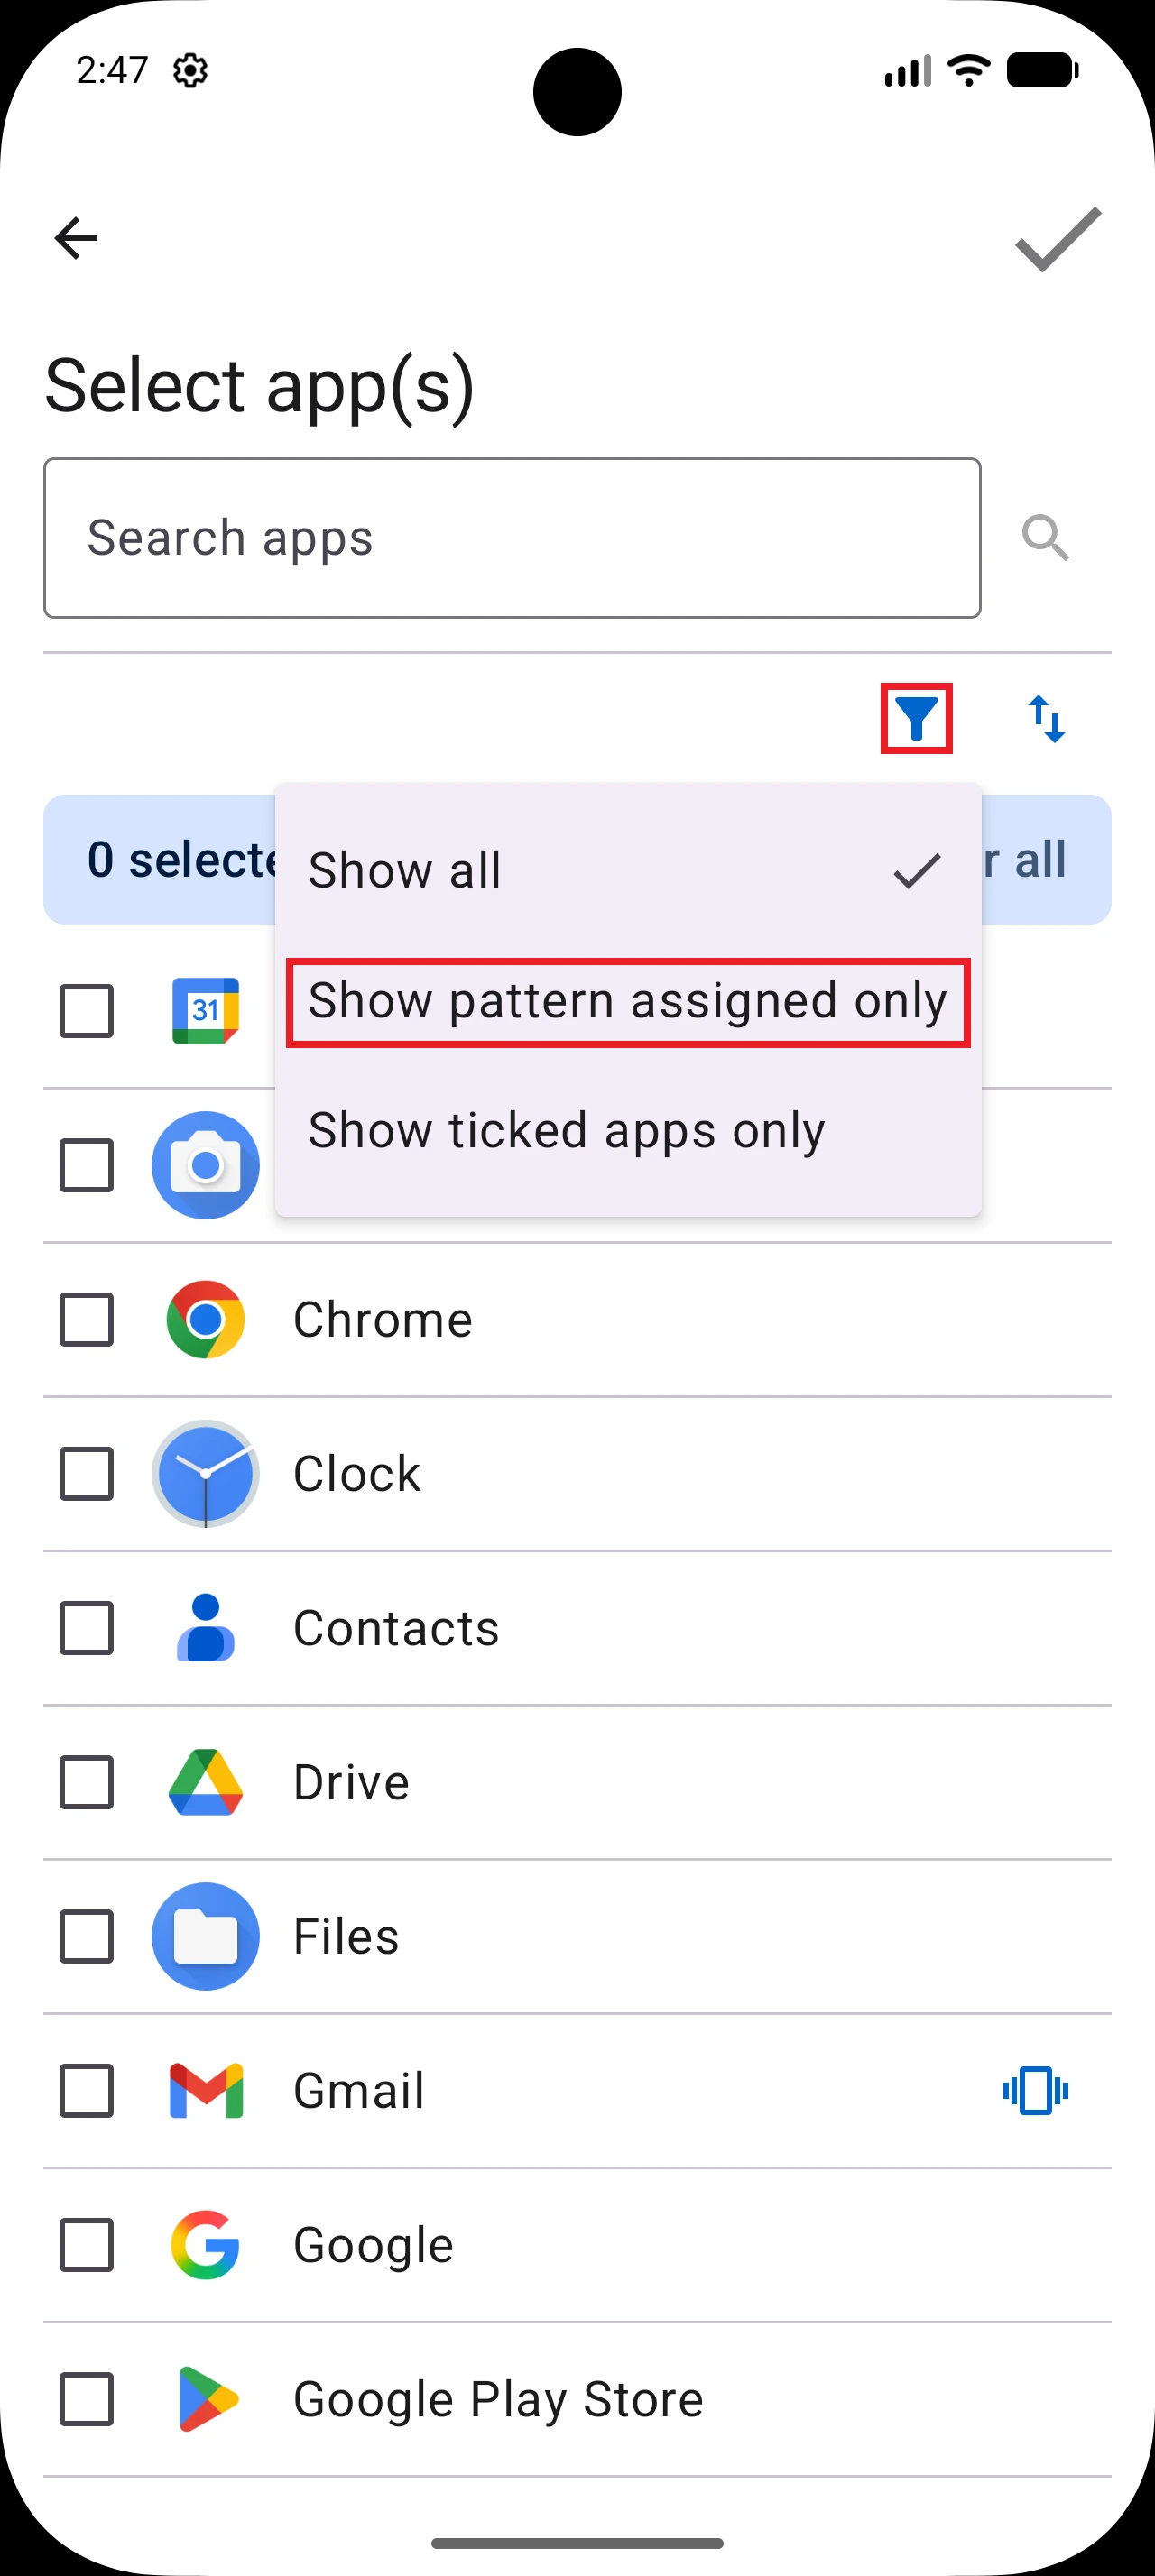 2:47
Select app(s)
Search apps
0 selecte
r all
Show all
Show pattern assigned only
Show ticked apps only
31
Chrome
Clock
Contacts
Drive
Files
Gmail
Google
Google Play Store